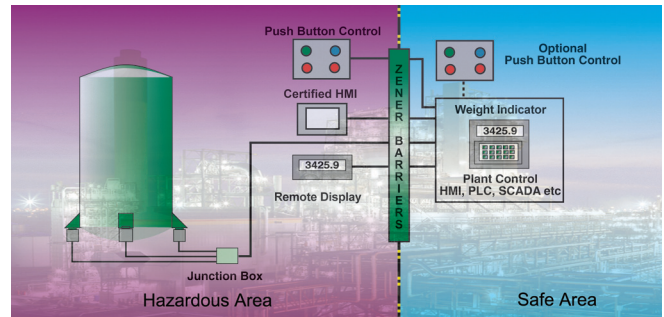 Push Button Control
Optional
Push Button Control
Certified HMI
ZENER BARRIERS
Weight Indicator
3425.9
3425.9
Plant Control
HMI, PLC, SCADA etc
Remote Display
Junction Box
Hazardous Area
Safe Area